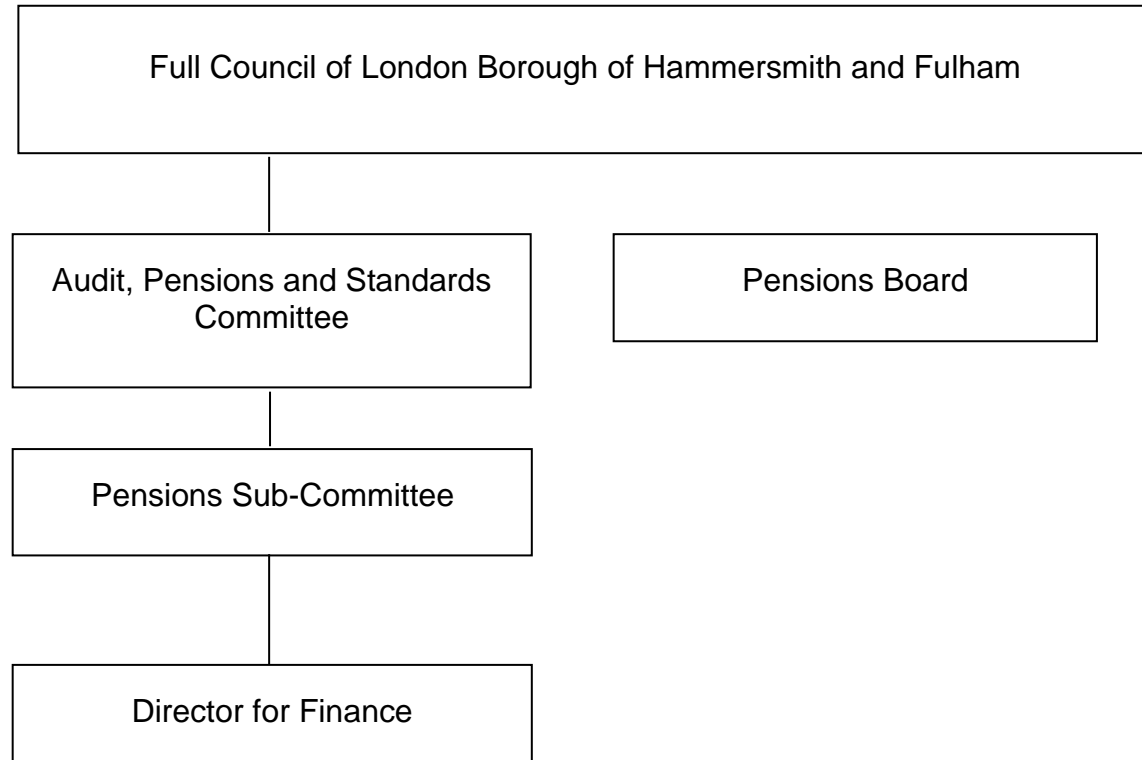 Full Council of London Borough of Hammersmith and Fulham
Audit, Pensions and Standards
Committee
Pensions Board
Pensions Sub-Committee
Director for Finance